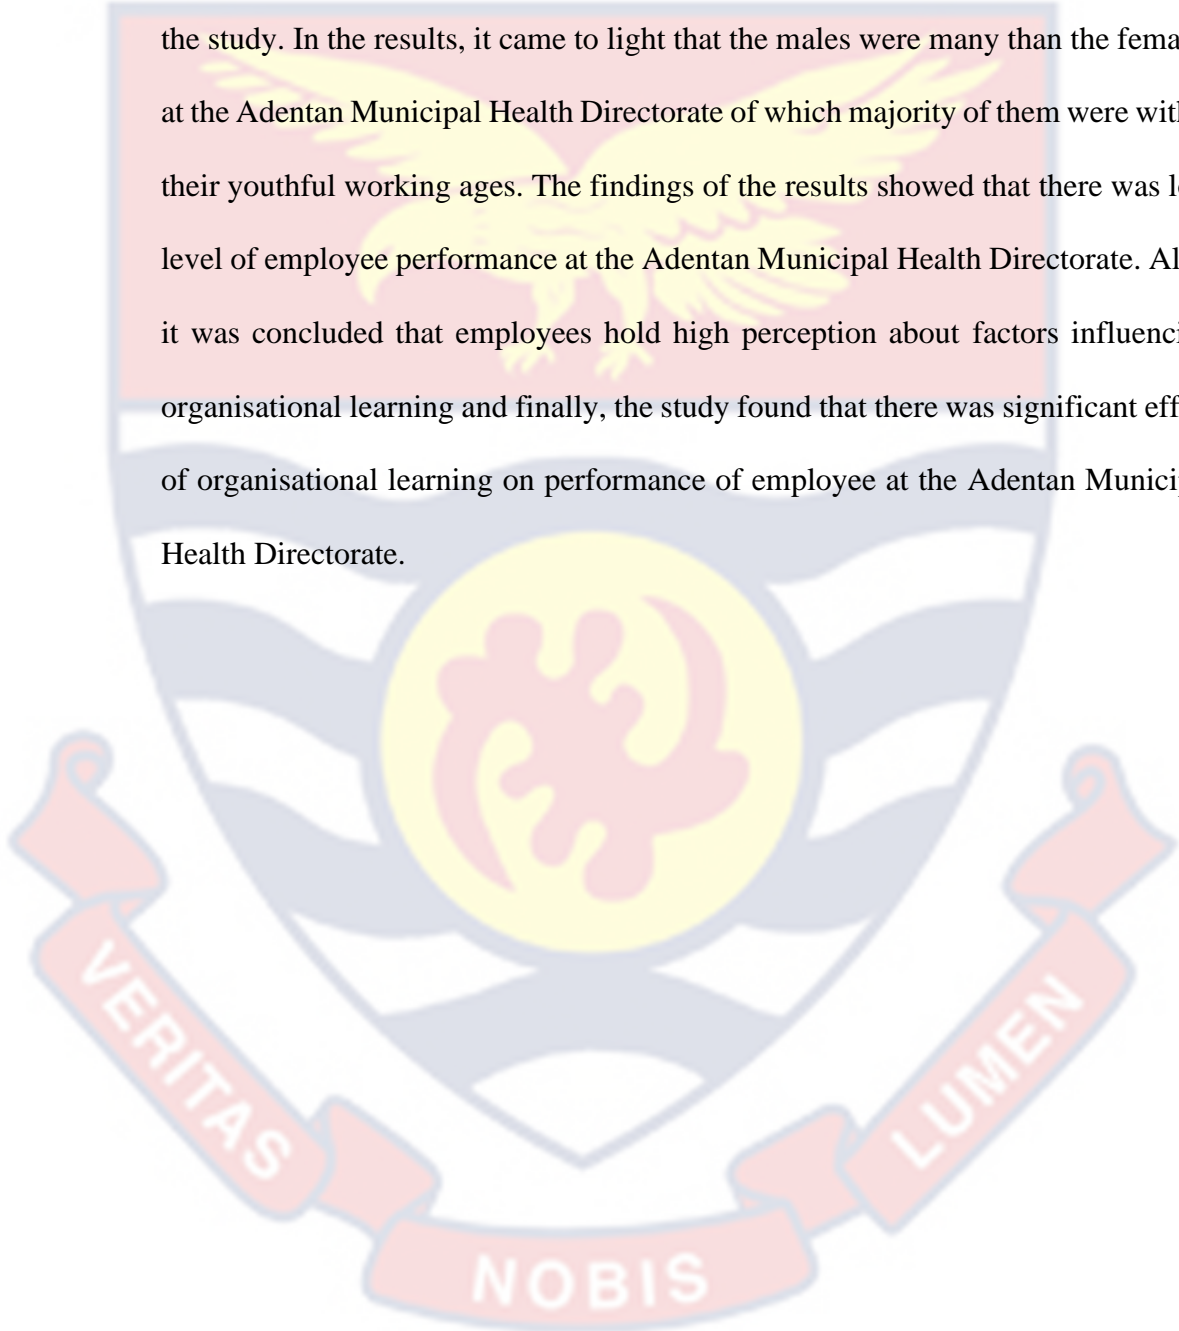 the study. In the results, it came to light that the males were many than the fema
at the Adentan Municipal Health Directorate of which majority of them were with
their youthful working ages. The findings of the results showed that there was l
level of employee performance at the Adentan Municipal Health Directorate. Al
it was concluded that employees hold high perception about factors influenci
organisational learning and finally, the study found that there was significant eff
of organisational learning on performance of employee at the Adentan Munici
Health Directorate.
VERITAS
NOBIS
LUMEN